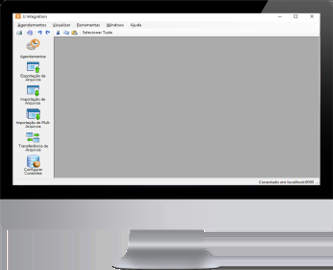 E-Integration
Agendamentos Visualizar Ferramentas Windows Ajuda
Selecionar Tudo
Agendamentos
Exportação de
Arquivos
Importação de
Arquivos
Importação de Multi
Arquivos
Transferência de
Arquivos
Configurar
Conexões
Conectado em localhost:8080